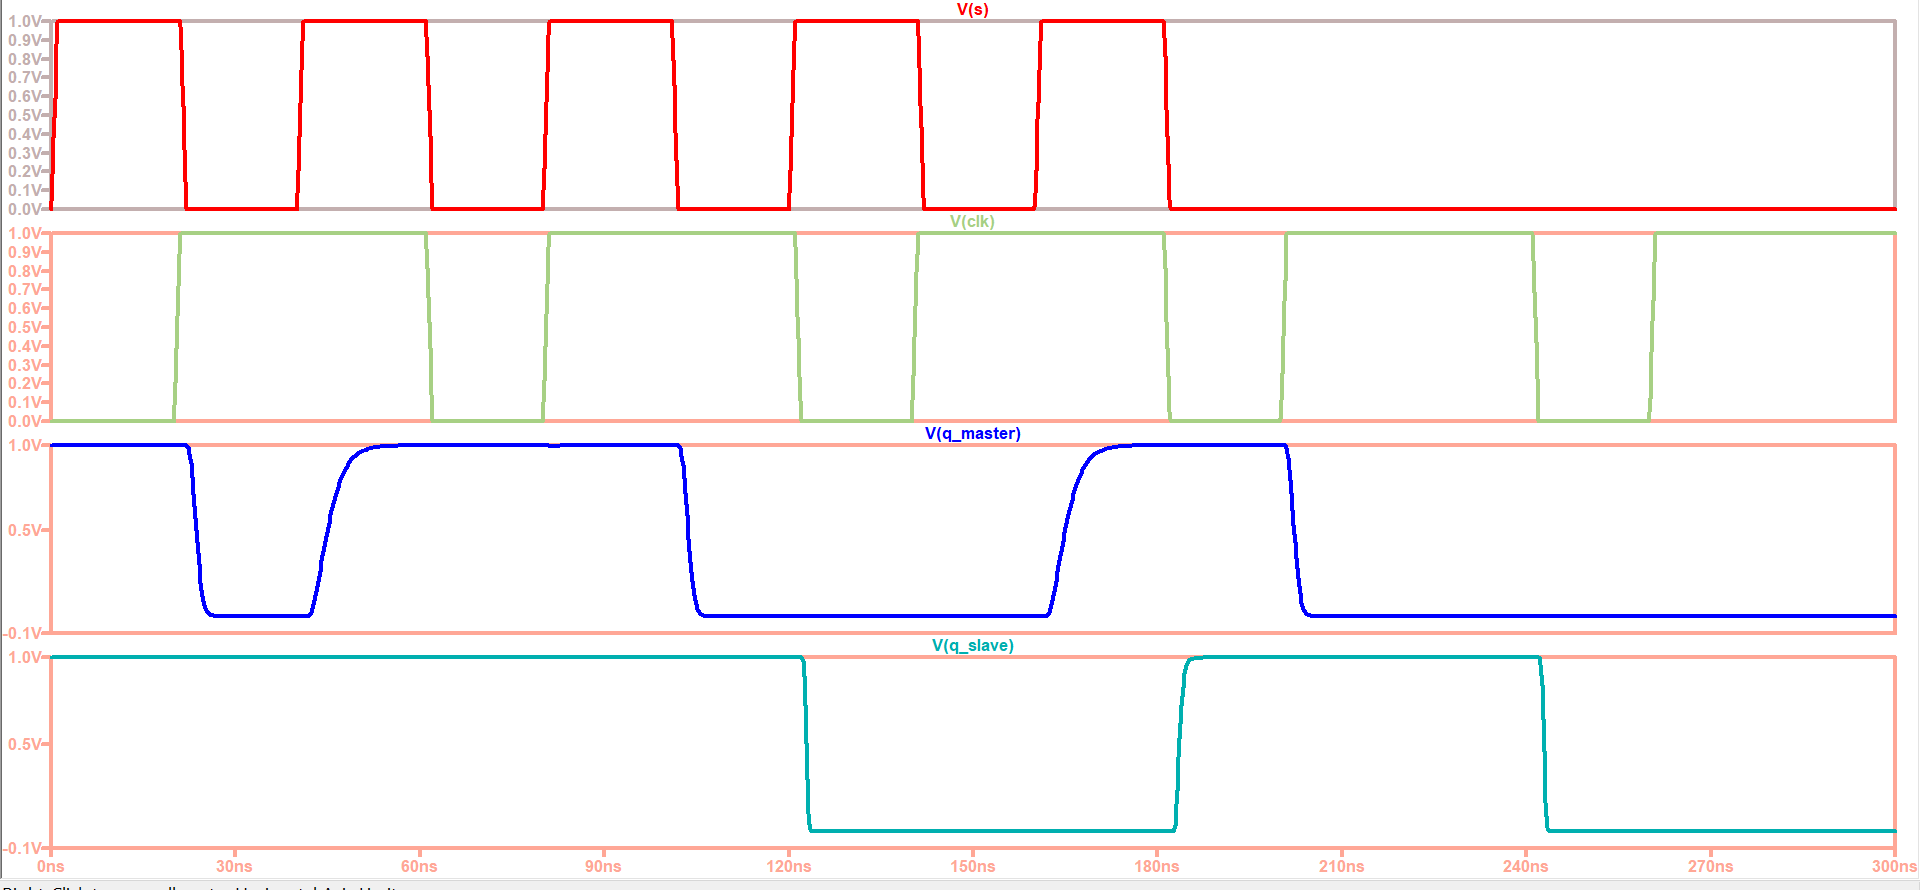 V(s)
1.0V
0.9V
0.8V
0.7V
0.6V
0.5V
0.4V
0.3V
0.2V
0.1V
0.0V
V(clk)
1.0V
0.9V
0.8V
0.7V
0.6V
0.5V
0.4V
0.3V
0.2V
0.1V
0.0V
V(q_master)
1.0V
0.5V
-0.1V
V(q_slave)
1.0V
0.5V
-0.1V
0ns 30ns 60ns 90ns 120ns 150ns 180ns 210ns 240ns 270ns 300ns